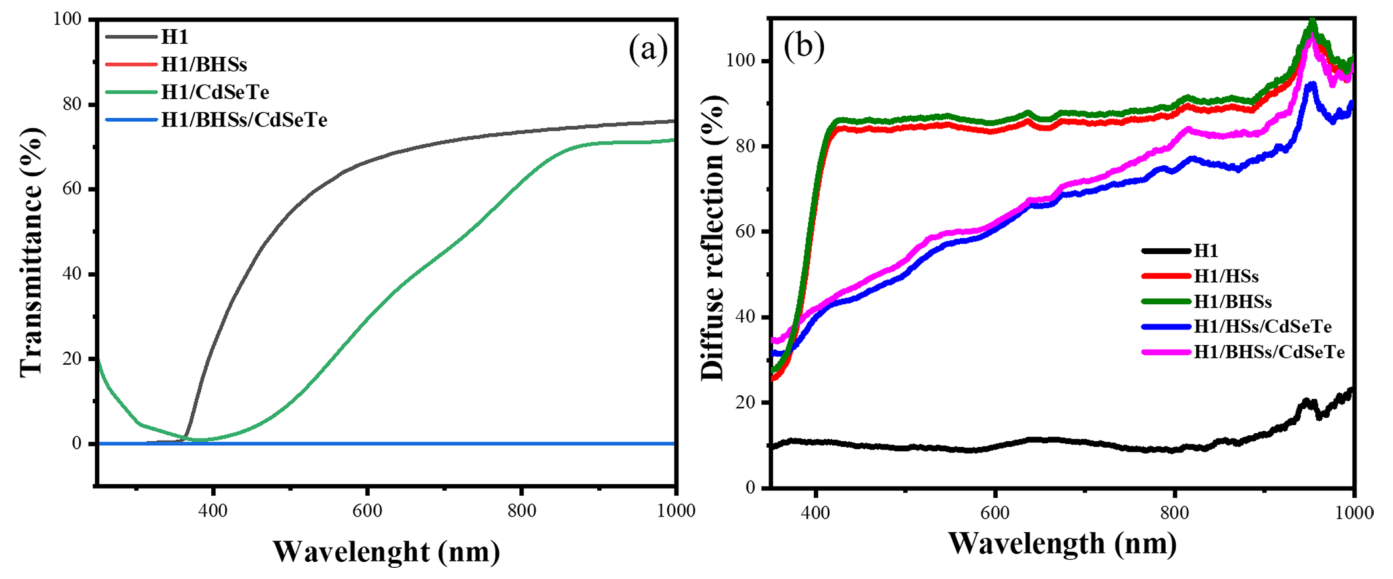 (a)
H1
H1/BHSs
H1/CdSeTe
H1/BHSs/CdSeTe
Transmittance (%)
100
80
60
40
20
0
400
600
800
1000
Wavelenght (nm)
(b)
H1
H1/HSs
H1/BHSs
H1/HSs/CdSeTe
H1/BHSs/CdSeTe
Diffuse reflection (%)
100
80
60
40
20
0
400
600
800
1000
Wavelength (nm)